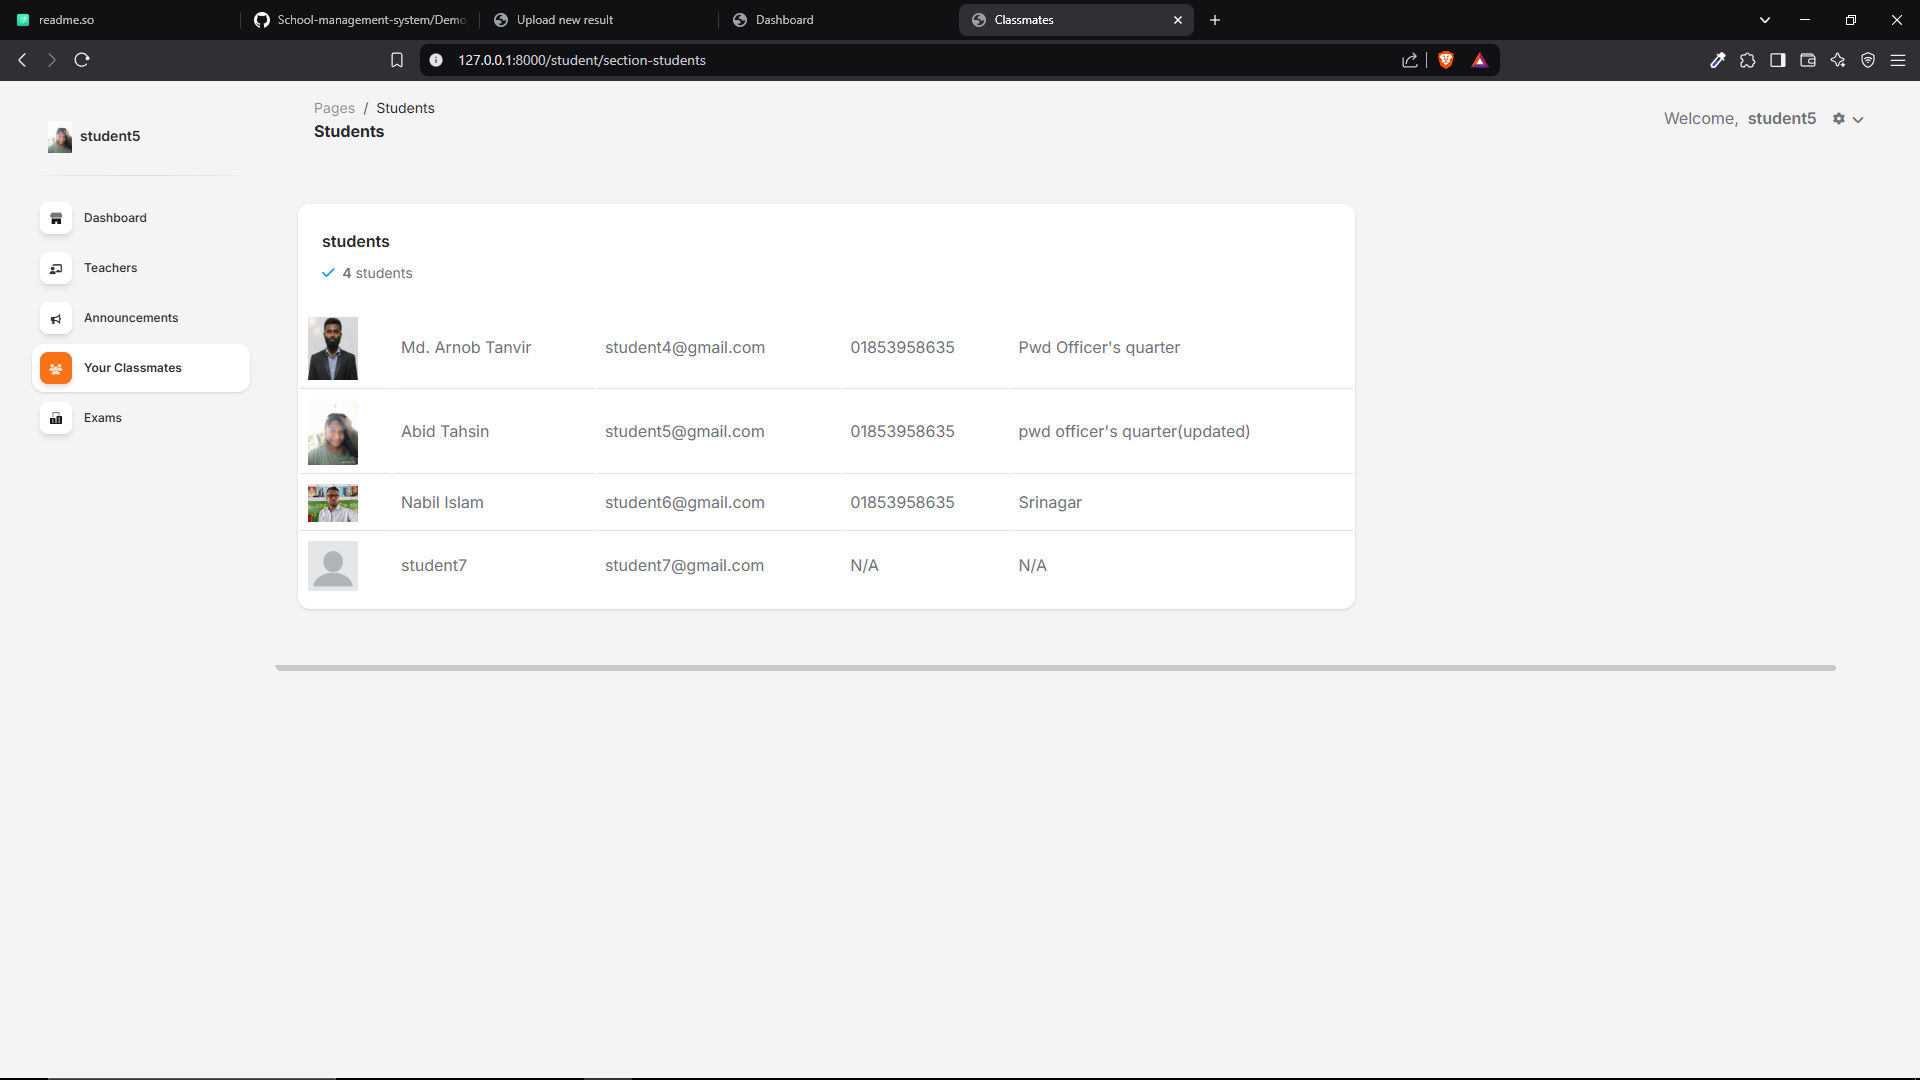 readme.so
School-management-system/Demo
Upload new result
Dashboard
Classmates
127.0.0.1:8000/student/section-students
student5
Pages / Students
Students
Welcome, student5
Dashboard
Teachers
Announcements
Your Classmates
Exams
students
4 students
Md. Arnob Tanvir student4@gmail.com 01853958635 Pwd Officer's quarter
Abid Tahsin student5@gmail.com 01853958635 pwd officer's quarter(updated)
Nabil Islam student6@gmail.com 01853958635 Srinagar
student7 student7@gmail.com N/A N/A